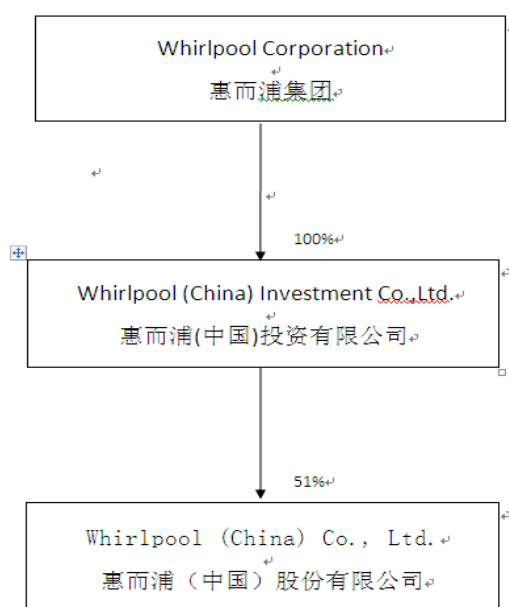 Whirlpool Corporation
惠而浦集团
100%
Whirlpool (China) Investment Co.,Ltd.
惠而浦(中国)投资有限公司
51%
Whirlpool (China) Co., Ltd.
惠而浦（中国）股份有限公司